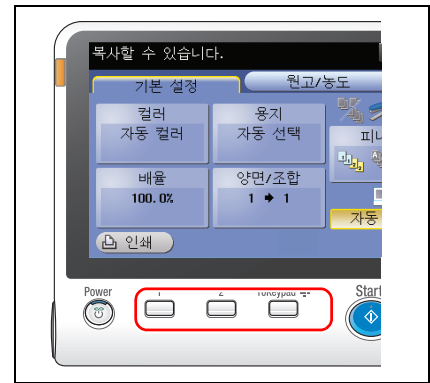 복사할 수 있습니다.
기본 설정
원고/농도
컬러
자동 컬러
용지
자동 선택
배율
100.0%
양면/조합
1 → 1
자동
인쇄
Power
Start